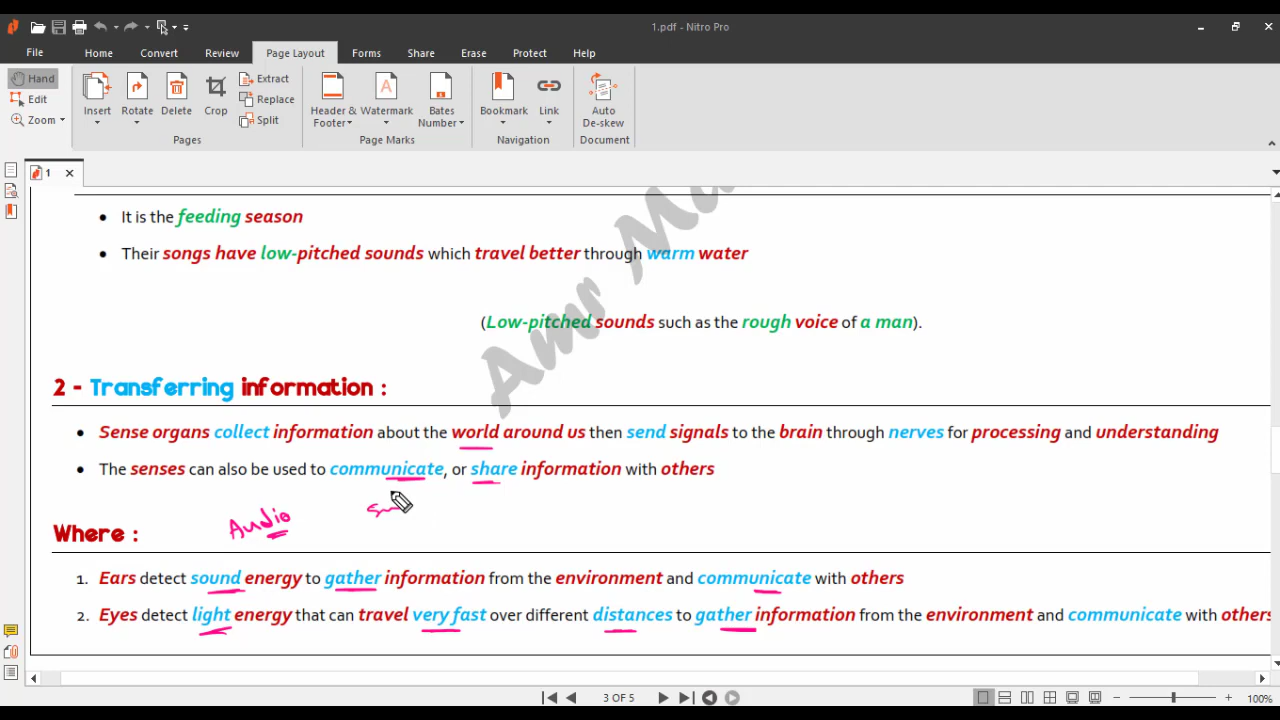 1.pdf - Nitro Pro
File Home Convert Review Page Layout Forms Share Erase Protect Help
Hand
Edit
Zoom
Insert Rotate Delete Crop
Extract
Replace
Split
Pages
Header & Footer Watermark Bates Number
Page Marks
Bookmark Link
Navigation
Auto De-skew
Document
1
• It is the feeding season
• Their songs have low-pitched sounds which travel better through warm water
(Low-pitched sounds such as the rough voice of a man).
Amr
2 - Transferring information :
• Sense organs collect information about the world around us then send signals to the brain through nerves for processing and understanding
• The senses can also be used to communicate, or share information with others
Audio
Where :
1. Ears detect sound energy to gather information from the environment and communicate with others
2. Eyes detect light energy that can travel very fast over different distances to gather information from the environment and communicate with others
3 OF 5
100%